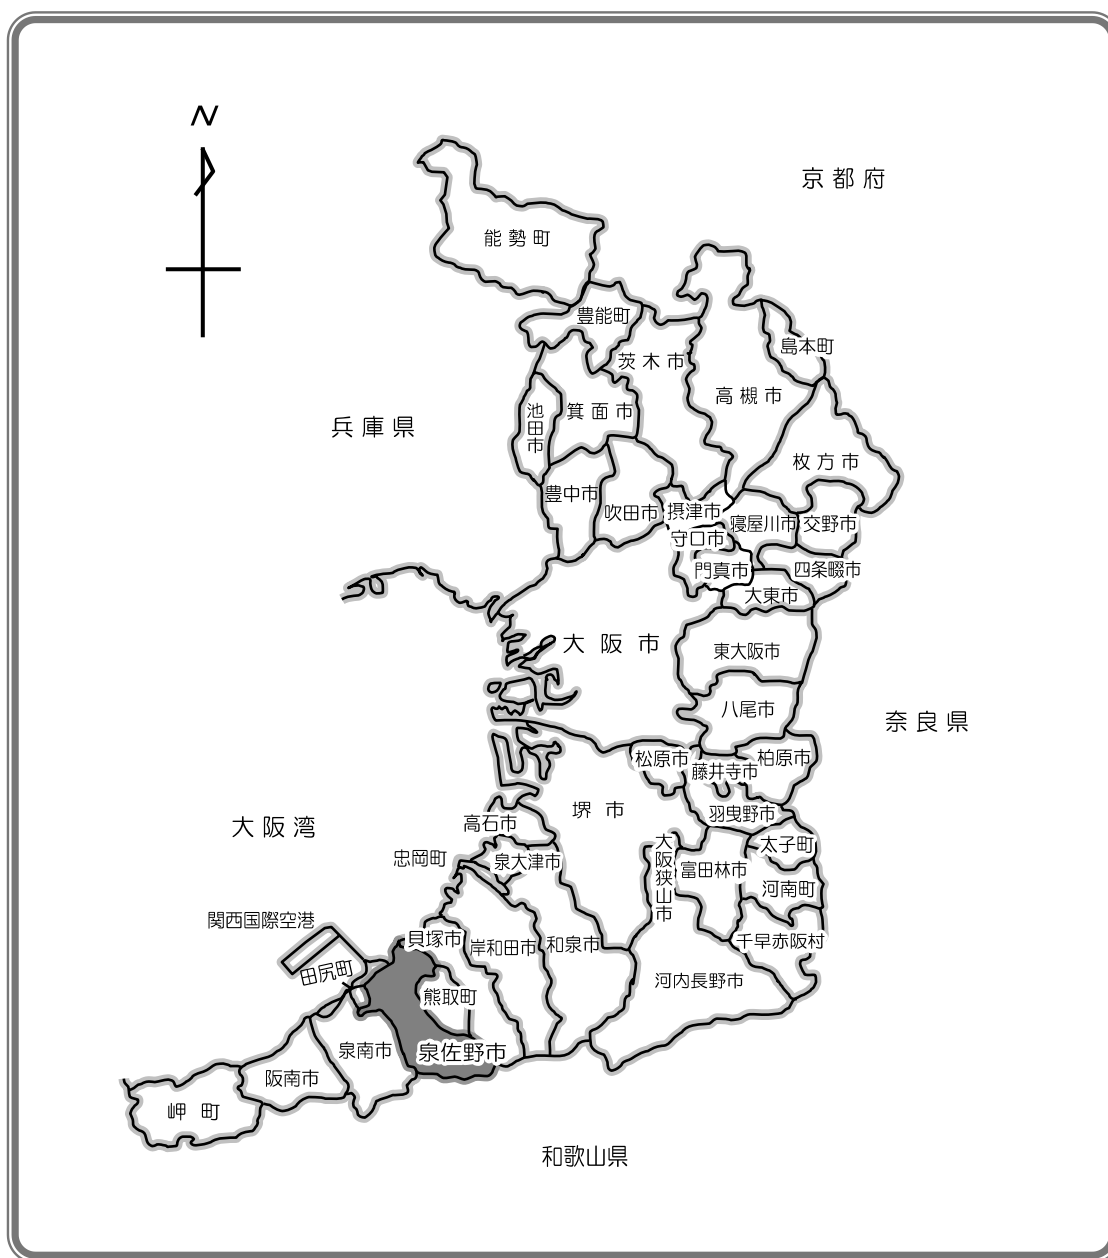 N
京都府
能勢町
豊能町
島本町
茨木市
高槻市
箕面市
池田市
兵庫県
枚方市
豊中市
吹田市
摂津市
寝屋川市
交野市
守口市
門真市
四条畷市
大東市
大阪市
東大阪市
八尾市
奈良県
松原市
藤井寺市
柏原市
堺市
羽曳野市
高石市
大阪湾
太子町
忠岡町
泉大津市
大阪狭山市
富田林市
河南町
関西国際空港
貝塚市
岸和田市
和泉市
千早赤阪村
田尻町
熊取町
河内長野市
泉南市
泉佐野市
阪南市
岬町
和歌山県